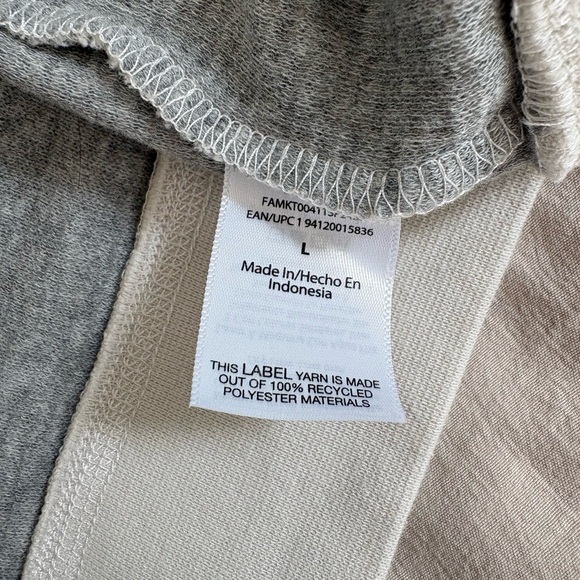 EAN/UPC 1 94120015836
L
Made In/Hecho En
Indonesia
THIS LABEL YARN IS MADE
OUT OF 100% RECYCLED
POLYESTER MATERIALS